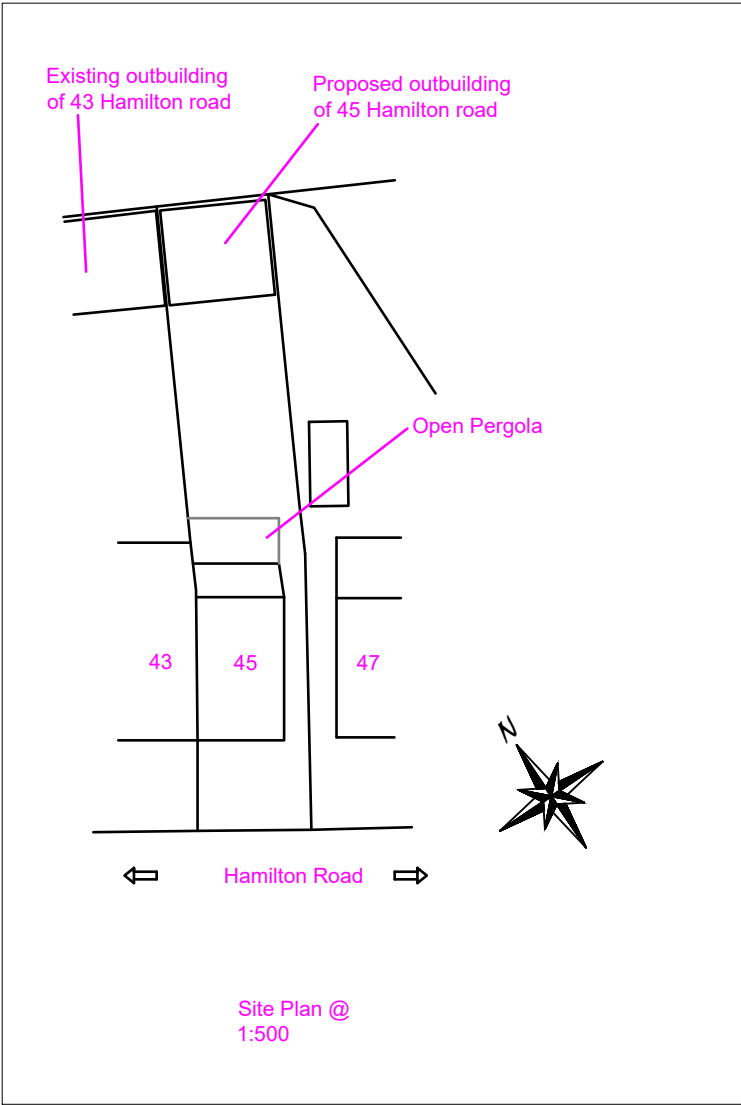 Existing outbuilding
of 43 Hamilton road
Proposed outbuilding
of 45 Hamilton road
Open Pergola
43
45
47
N
Hamilton Road
Site Plan @
1:500